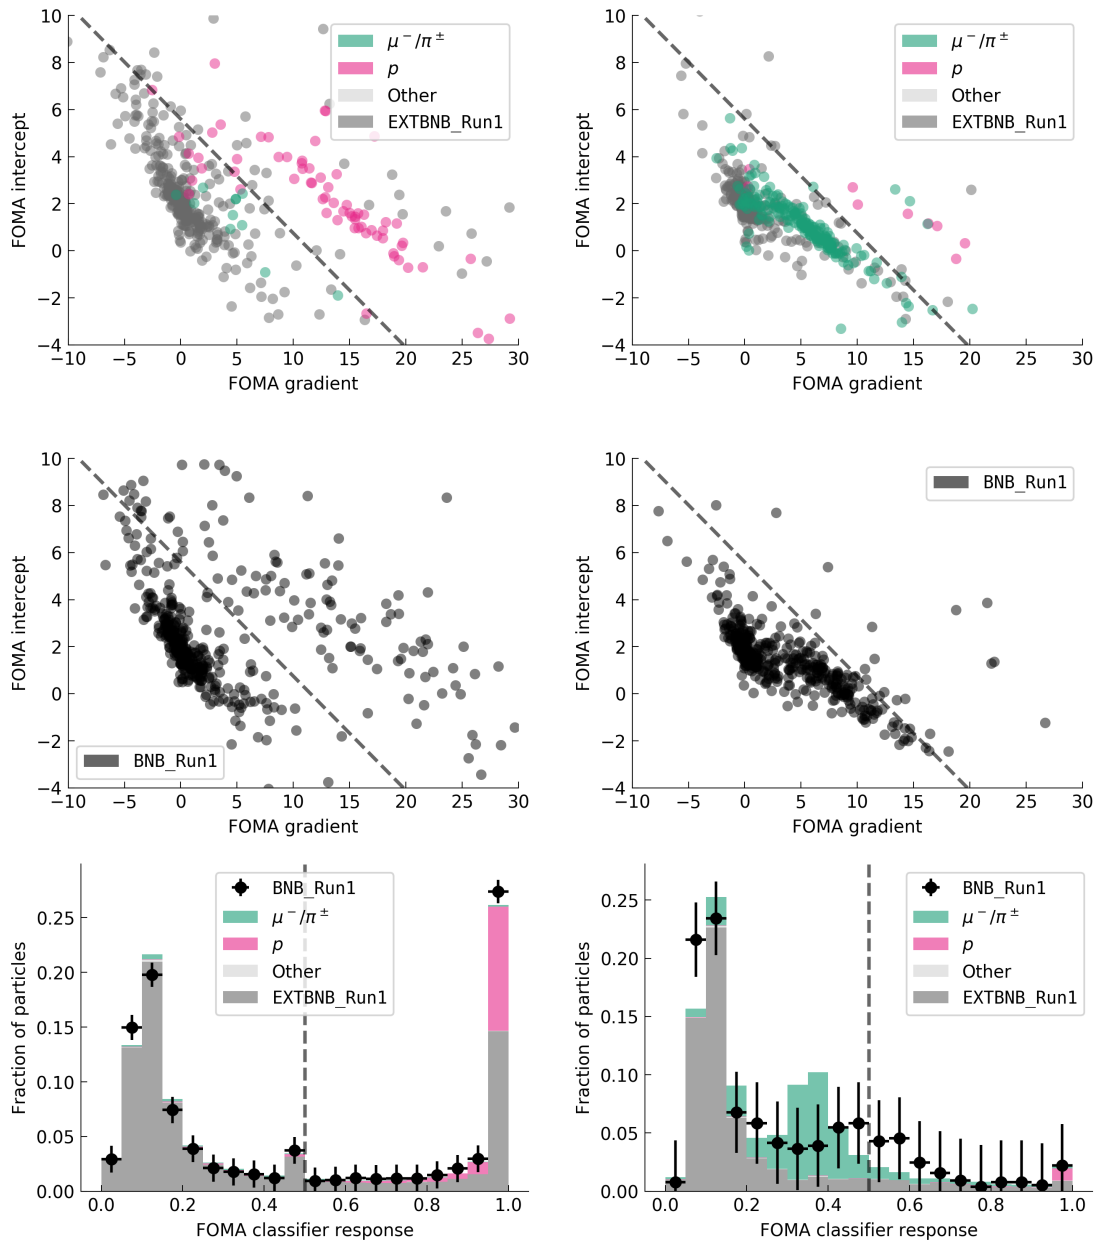 10
8
6
4
2
0
−2
−4
FOMA intercept
−10 −5 0 5 10 15 20 25 30
FOMA gradient
μ⁻/π±
p
Other
EXTBNB_Run1
10
8
6
4
2
0
−2
−4
FOMA intercept
−10 −5 0 5 10 15 20 25 30
FOMA gradient
μ⁻/π±
p
Other
EXTBNB_Run1
10
8
6
4
2
0
−2
−4
FOMA intercept
−10 −5 0 5 10 15 20 25 30
FOMA gradient
BNB_Run1
10
8
6
4
2
0
−2
−4
FOMA intercept
−10 −5 0 5 10 15 20 25 30
FOMA gradient
BNB_Run1
0.25
0.20
0.15
0.10
0.05
0.00
Fraction of particles
0.0 0.2 0.4 0.6 0.8 1.0
FOMA classifier response
BNB_Run1
μ⁻/π±
p
Other
EXTBNB_Run1
0.25
0.20
0.15
0.10
0.05
0.00
Fraction of particles
0.0 0.2 0.4 0.6 0.8 1.0
FOMA classifier response
BNB_Run1
μ⁻/π±
p
Other
EXTBNB_Run1